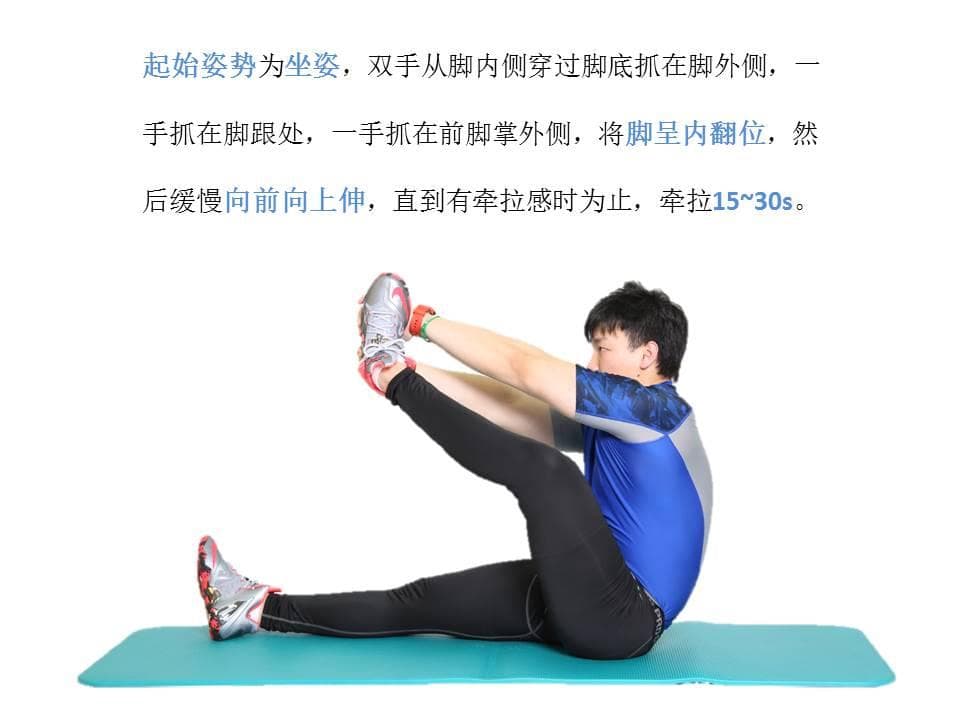 起始姿势为坐姿，双手从脚内侧穿过脚底抓在脚外侧，一
手抓在脚跟处，一手抓在前脚掌外侧，将脚呈内翻位，然
后缓慢向前向上伸，直到有牵拉感时为止，牵拉15~30s。